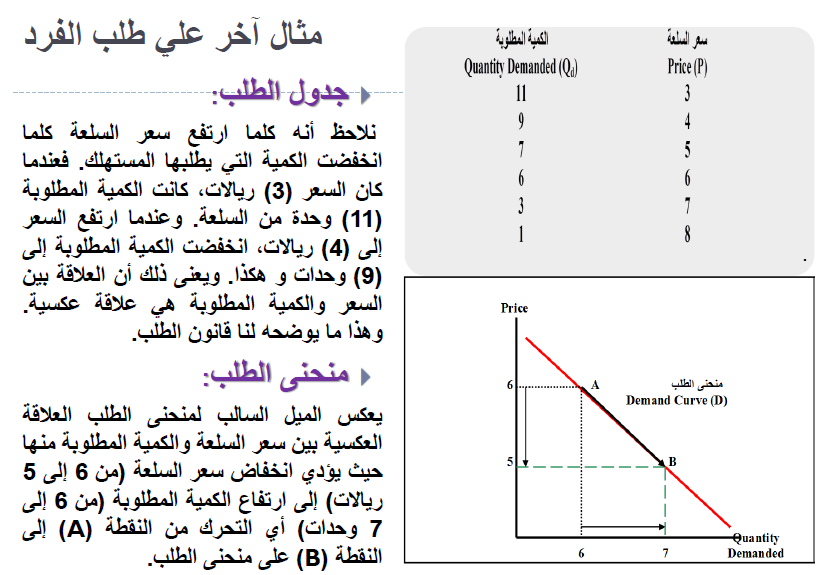 مثال آخر علي طلب الفرد
جدول الطلب:
نلاحظ أنه كلما ارتفع سعر السلعة كلما
انخفضت الكمية التي يطلبها المستهلك. فعندما
كان السعر (3) ريالات، كانت الكمية المطلوبة
(11) وحدة من السلعة. وعندما ارتفع السعر
إلى (4) ريالات، انخفضت الكمية المطلوبة إلى
(9) وحدات و هكذا. ويعنى ذلك أن العلاقة بين
السعر والكمية المطلوبة هي علاقة عكسية.
وهذا ما يوضحه لنا قانون الطلب.
منحنى الطلب:
يعكس الميل السالب لمنحنى الطلب العلاقة
العكسية بين سعر السلعة والكمية المطلوبة منها
حيث يؤدي انخفاض سعر السلعة (من 6 إلى 5
ريالات) إلى ارتفاع الكمية المطلوبة (من 6 إلى
7 وحدات) أي التحرك من النقطة (A) إلى
النقطة (B) على منحنى الطلب.
سعر السلعة الكمية المطلوبة
Price (P) Quantity Demanded (Qd)
3 11
4 9
5 7
6 6
7 3
8 1
.
Price
6 A
منحنى الطلب
Demand Curve (D)
5 B
6 7
Quantity
Demanded